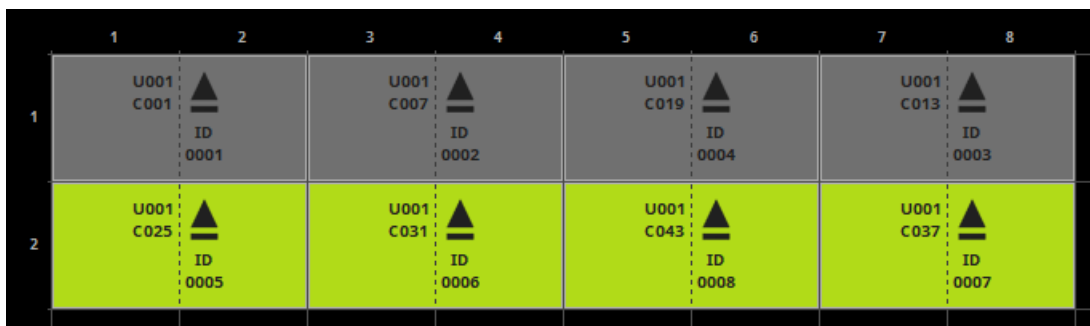 1 2 3 4 5 6 7 8
1
U001 U001 U001 U001
C001 C007 C019 C013
ID ID ID ID
0001 0002 0004 0003
2
U001 U001 U001 U001
C025 C031 C043 C037
ID ID ID ID
0005 0006 0008 0007